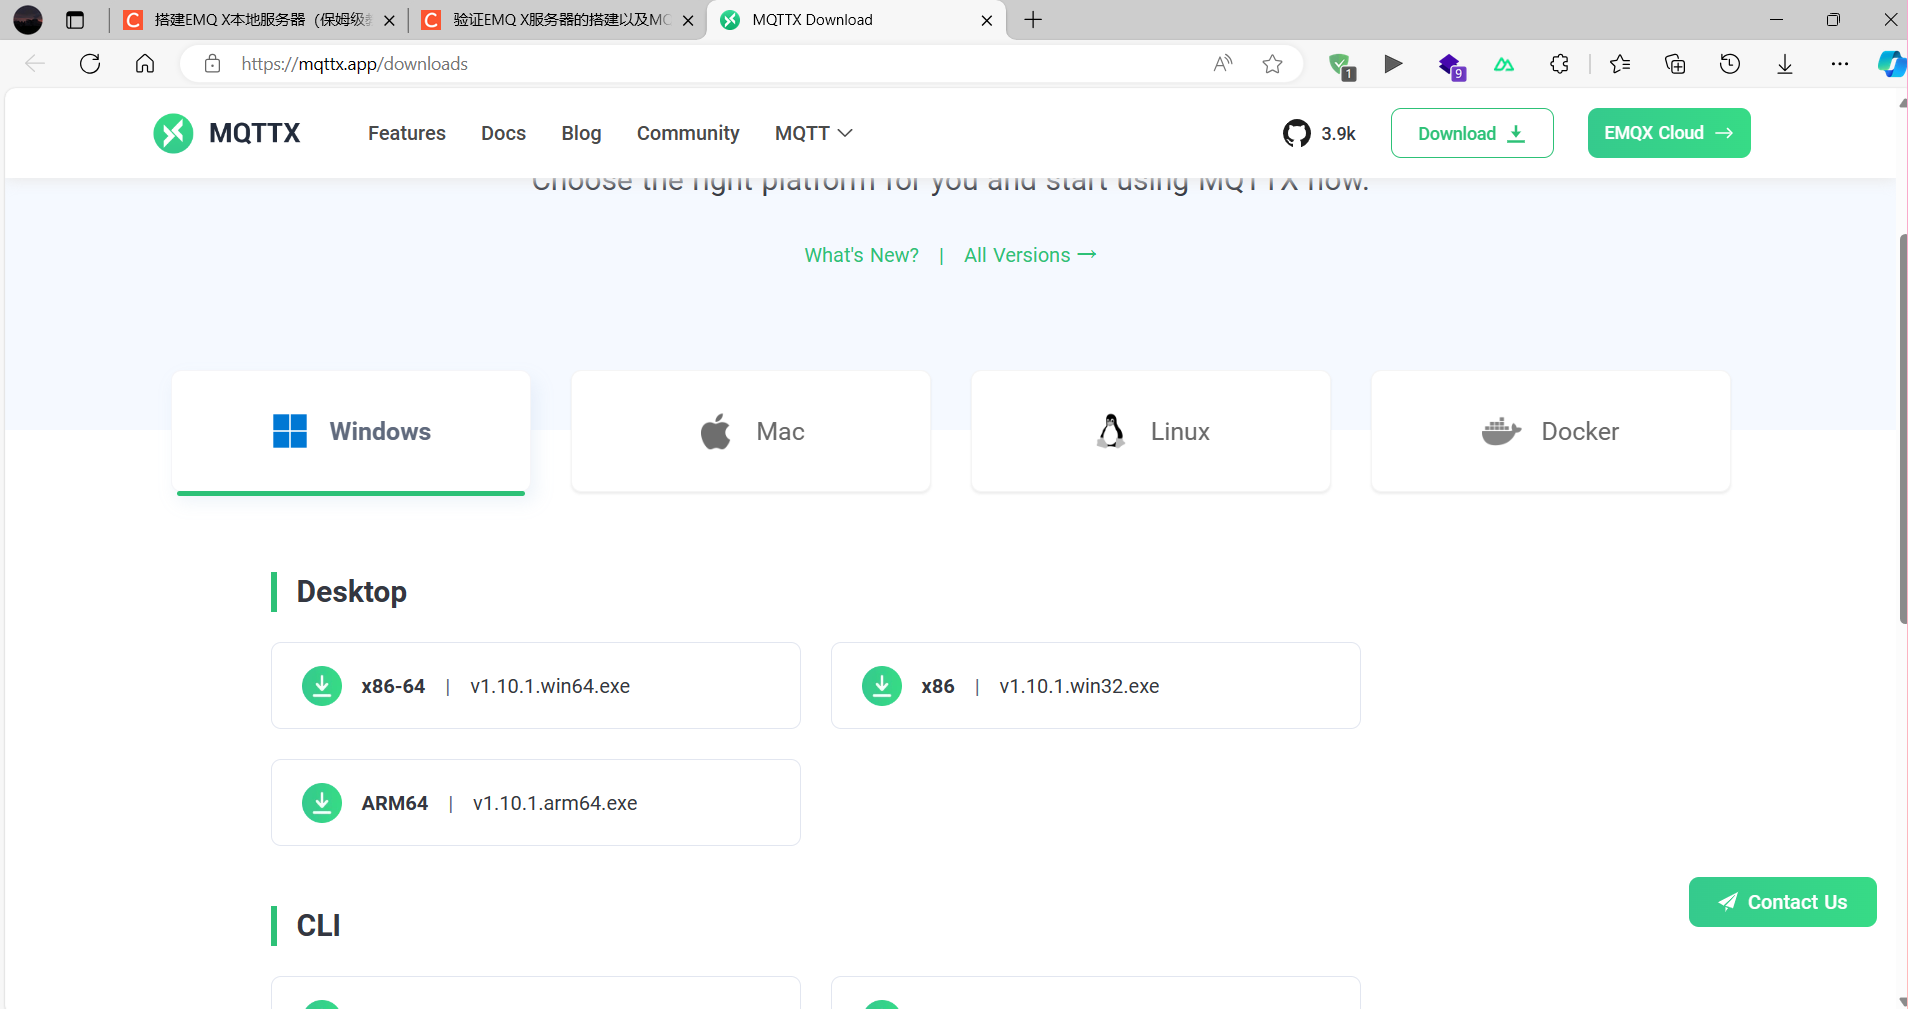 搭建EMQ X本地服务器（保姆级
验证EMQ X服务器的搭建以及MQ
MQTTX Download
https://mqttx.app/downloads
1
9
MQTTX
Features
Docs
Blog
Community
MQTT
3.9k
Download
EMQX Cloud →
Choose the right platform for you and start using MQTTX now.
What's New? | All Versions →
Windows
Mac
Linux
Docker
Desktop
x86-64 | v1.10.1.win64.exe
x86 | v1.10.1.win32.exe
ARM64 | v1.10.1.arm64.exe
Contact Us
CLI